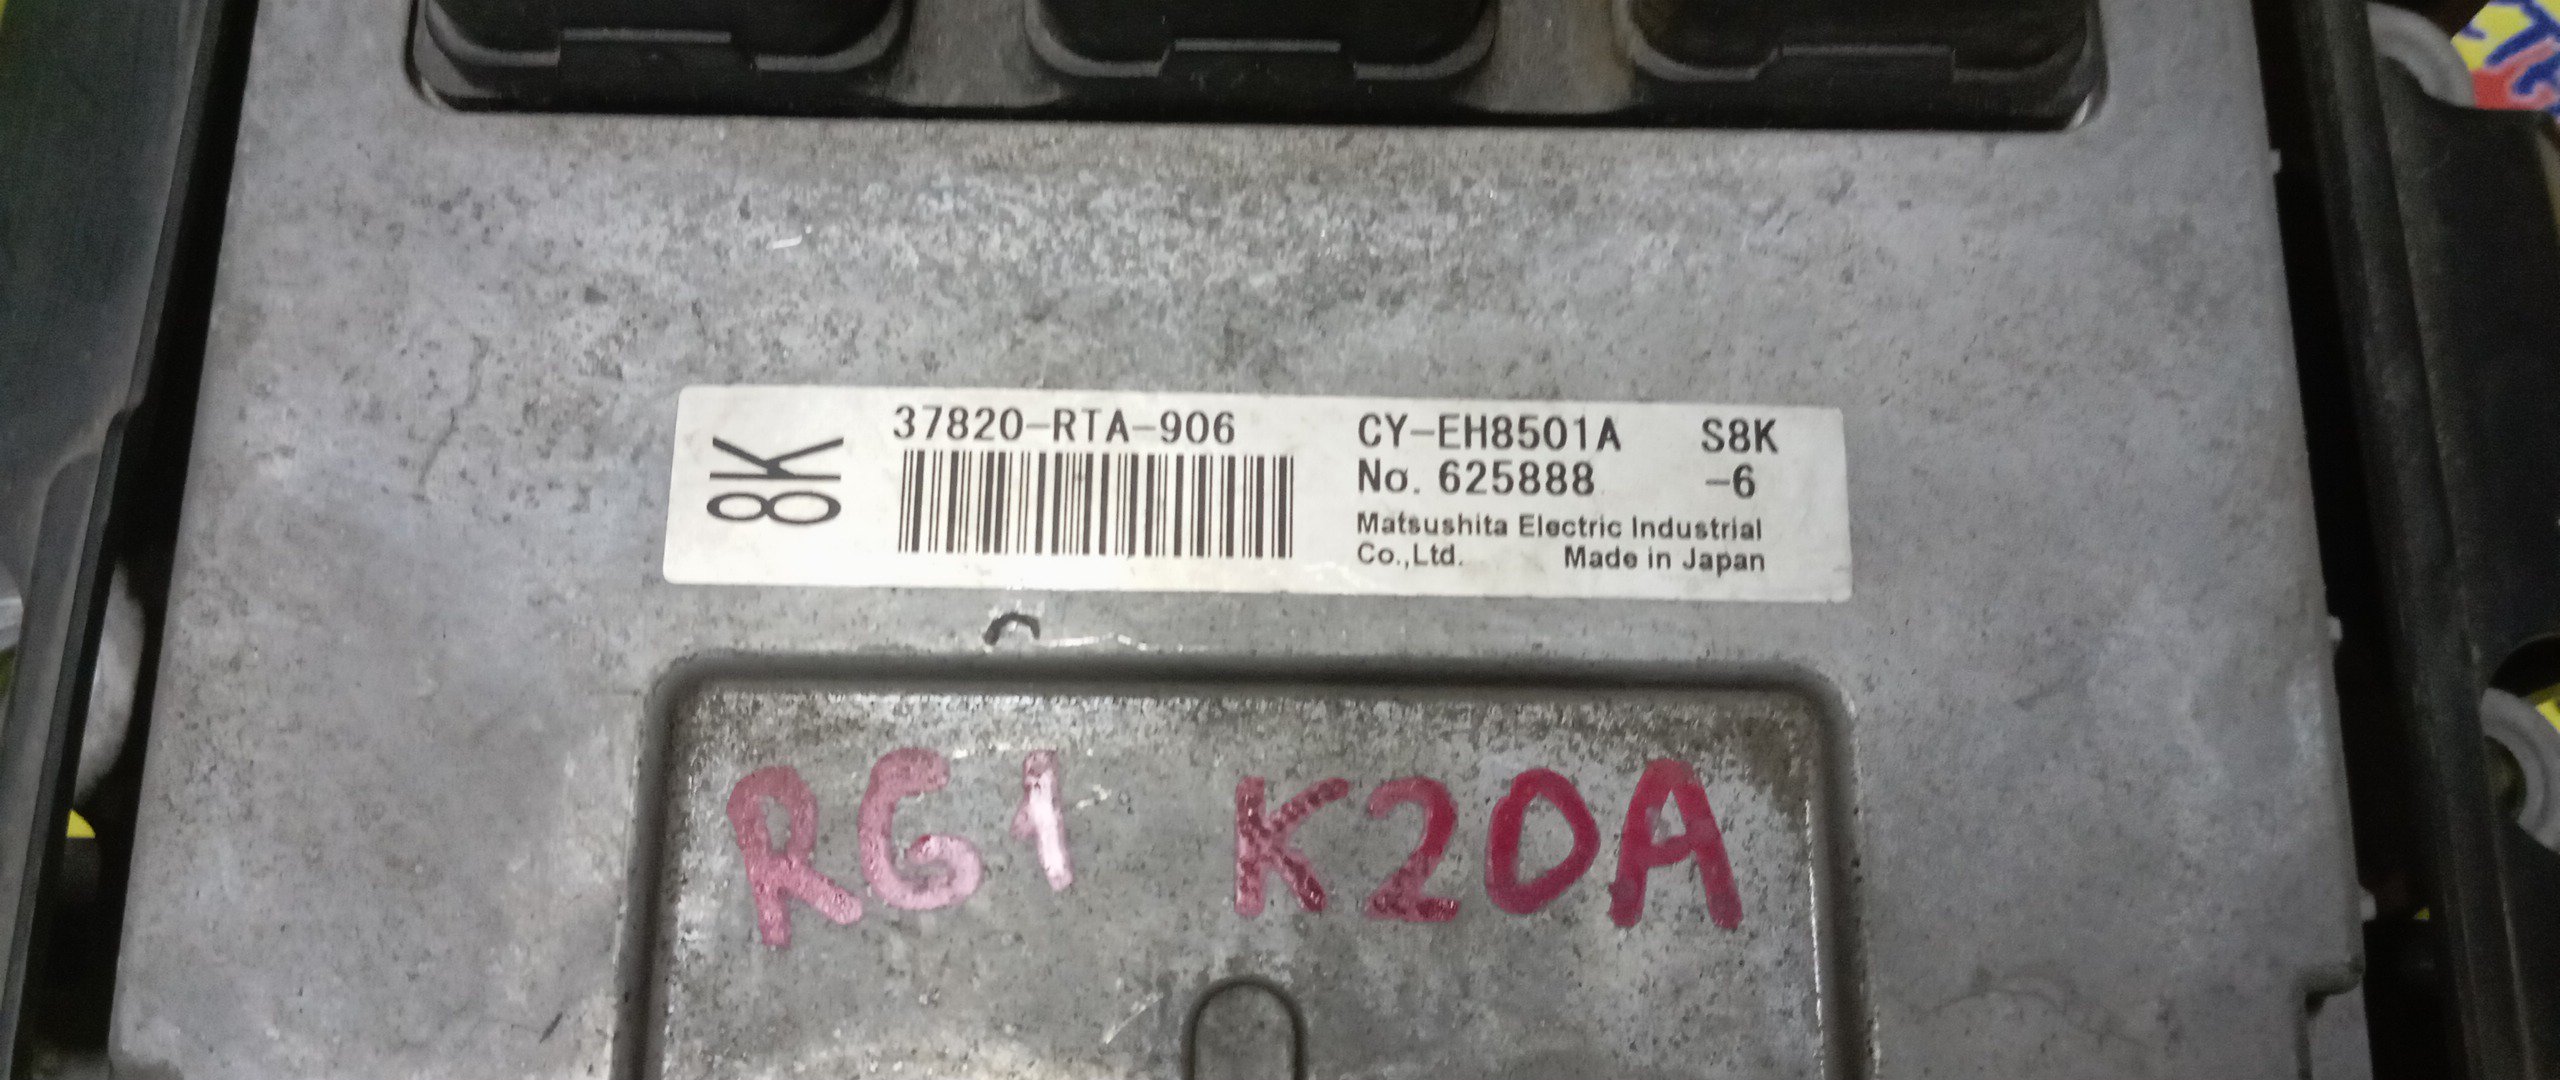 8K
37820-RTA-906
CY-EH8501A S8K
No. 625888 -6
Matsushita Electric Industrial
Co.,Ltd. Made in Japan
RG1 K20A